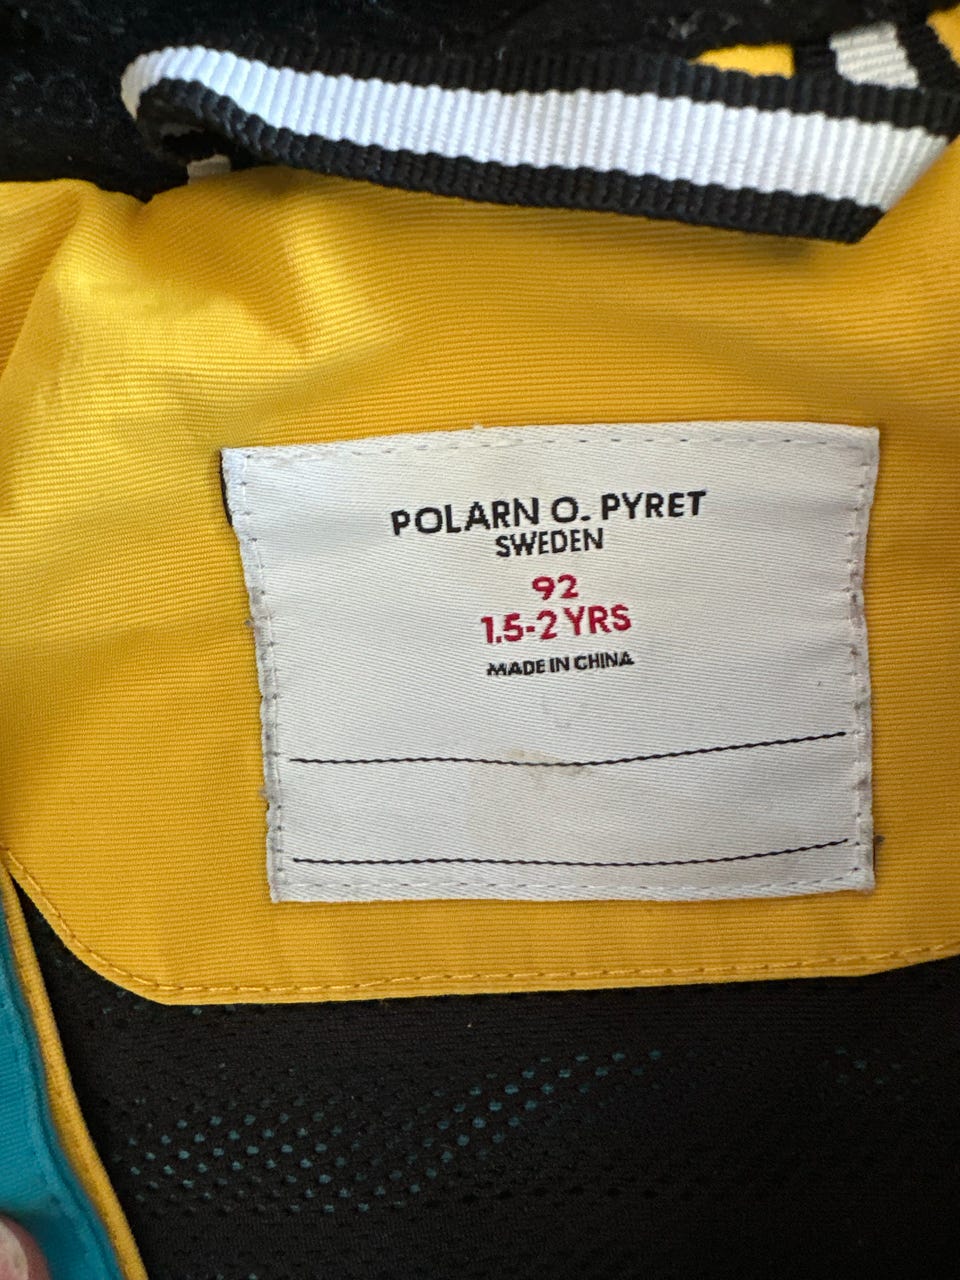 POLARN O. PYRET
SWEDEN
92
1.5-2 YRS
MADE IN CHINA